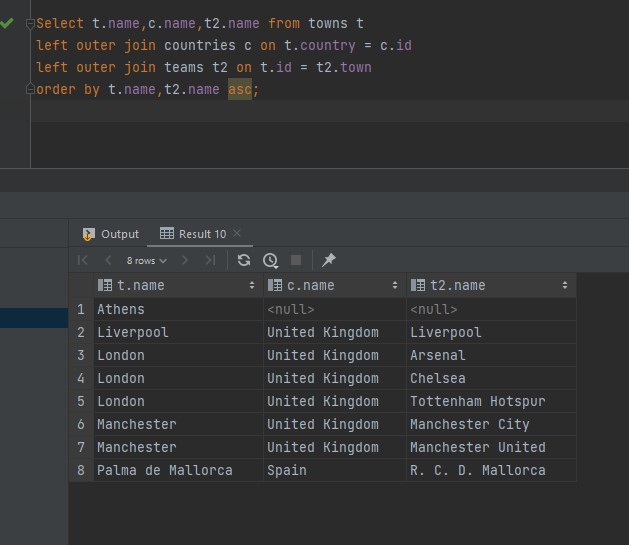 Select t.name,c.name,t2.name from towns t
left outer join countries c on t.country = c.id
left outer join teams t2 on t.id = t2.town
order by t.name,t2.name asc;
Output Result 10
8 rows
t.name c.name t2.name
1 Athens <null> <null>
2 Liverpool United Kingdom Liverpool
3 London United Kingdom Arsenal
4 London United Kingdom Chelsea
5 London United Kingdom Tottenham Hotspur
6 Manchester United Kingdom Manchester City
7 Manchester United Kingdom Manchester United
8 Palma de Mallorca Spain R. C. D. Mallorca